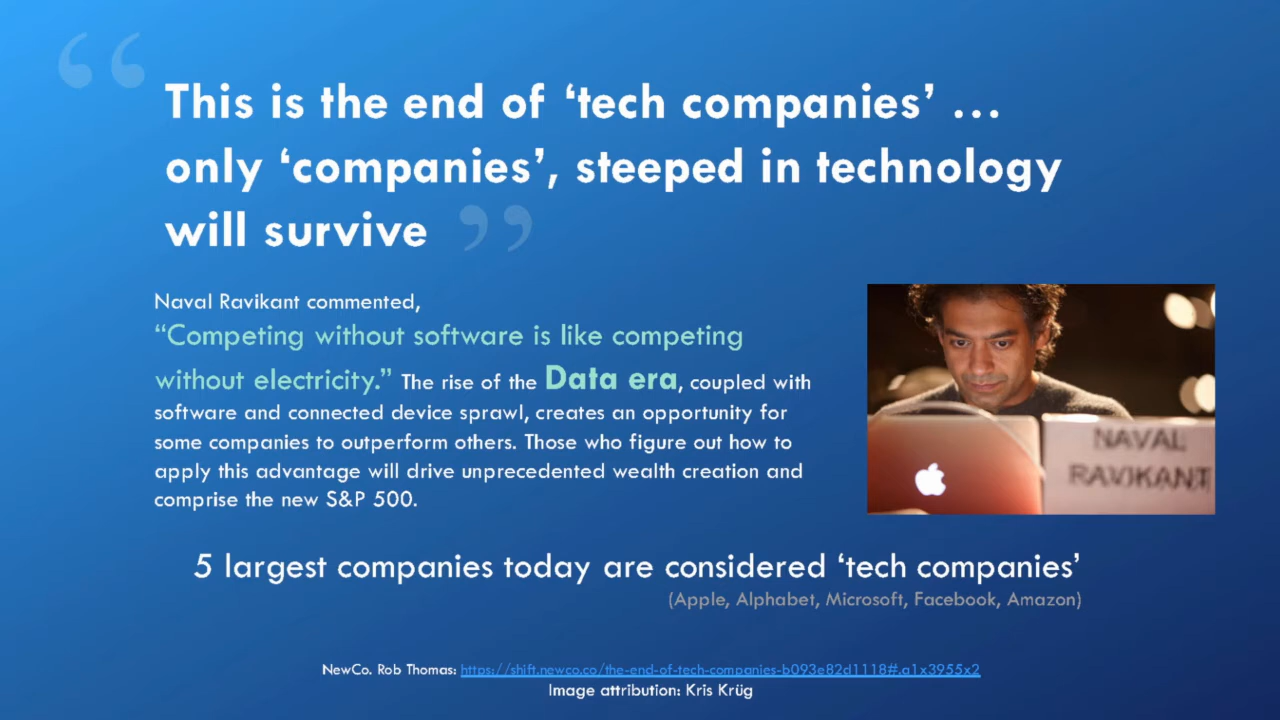 This is the end of ‘tech companies’ …
only ‘companies’, steeped in technology
will survive
Naval Ravikant commented,
“Competing without software is like competing
without electricity.” The rise of the Data era, coupled with
software and connected device sprawl, creates an opportunity for
some companies to outperform others. Those who figure out how to
apply this advantage will drive unprecedented wealth creation and
comprise the new S&P 500.
NAVAL
RAVIKANT
5 largest companies today are considered ‘tech companies’
(Apple, Alphabet, Microsoft, Facebook, Amazon)
NewCo. Rob Thomas: https://shift.newco.co/the-end-of-tech-companies-b093e82d1118#.a1x3955x2
Image attribution: Kris Krüg